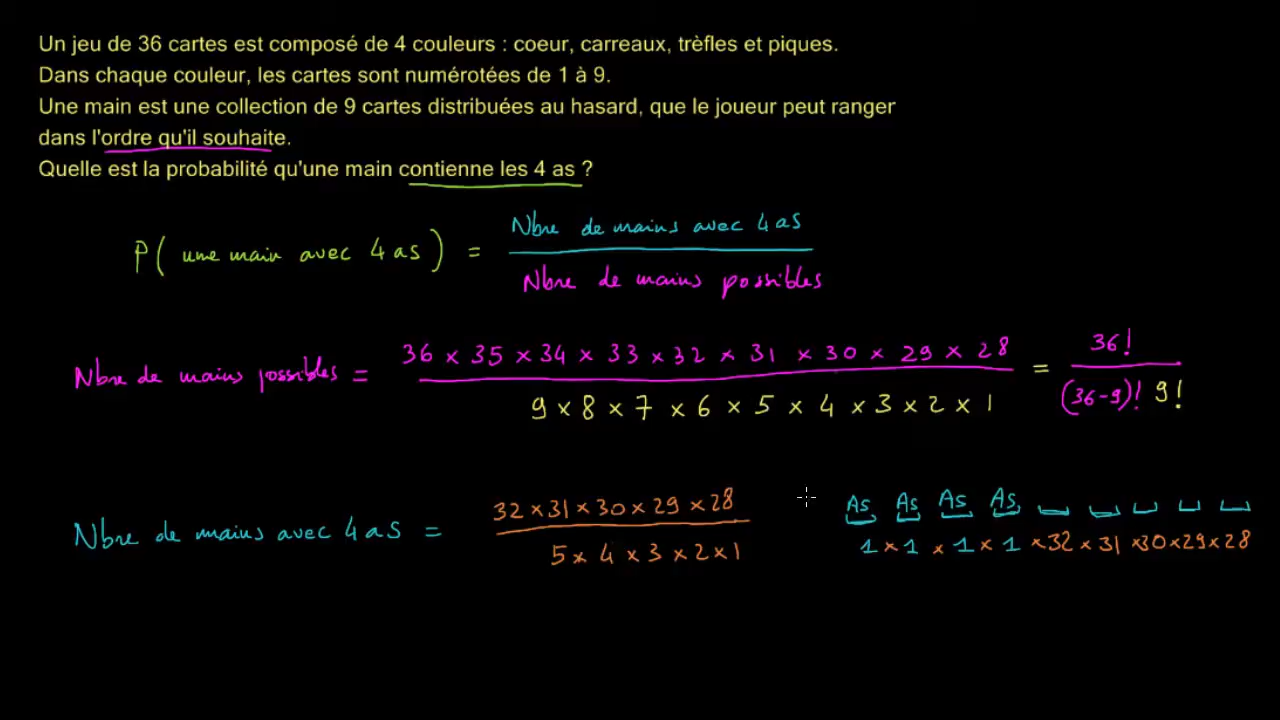 Un jeu de 36 cartes est composé de 4 couleurs : coeur, carreaux, trèfles et piques.
Dans chaque couleur, les cartes sont numérotées de 1 à 9.
Une main est une collection de 9 cartes distribuées au hasard, que le joueur peut ranger
dans l'ordre qu'il souhaite.
Quelle est la probabilité qu'une main contienne les 4 as ?
Nbre de mains avec 4 as
P( une main avec 4 as ) =
Nbre de mains possibles
36 × 35 × 34 × 33 × 32 × 31 × 30 × 29 × 28
36!
Nbre de mains possibles = =
9 × 8 × 7 × 6 × 5 × 4 × 3 × 2 × 1
(36-9)! 9!
32 × 31 × 30 × 29 × 28
As As As As
Nbre de mains avec 4 as =
5 × 4 × 3 × 2 × 1
1 × 1 × 1 × 1 × 32 × 31 × 30 × 29 × 28